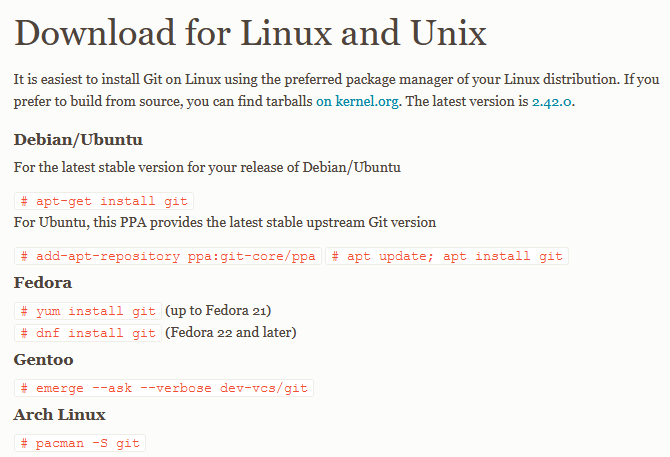 Download for Linux and Unix
It is easiest to install Git on Linux using the preferred package manager of your Linux distribution. If you
prefer to build from source, you can find tarballs on kernel.org. The latest version is 2.42.0.
Debian/Ubuntu
For the latest stable version for your release of Debian/Ubuntu
# apt-get install git
For Ubuntu, this PPA provides the latest stable upstream Git version
# add-apt-repository ppa:git-core/ppa # apt update; apt install git
Fedora
# yum install git (up to Fedora 21)
# dnf install git (Fedora 22 and later)
Gentoo
# emerge --ask --verbose dev-vcs/git
Arch Linux
# pacman -S git